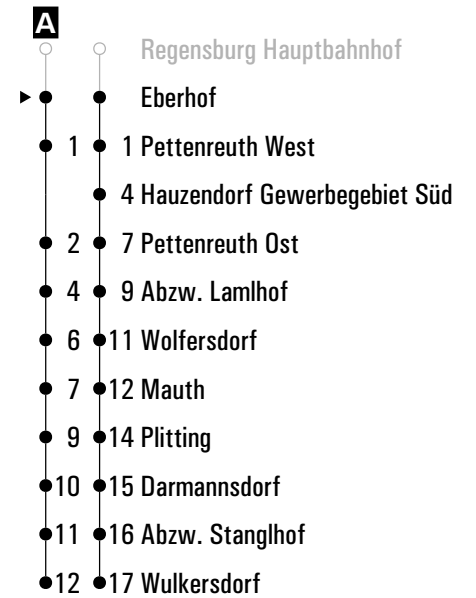 A
Regensburg Hauptbahnhof
Eberhof
1 1 Pettenreuth West
4 Hauzendorf Gewerbegebiet Süd
2 7 Pettenreuth Ost
4 9 Abzw. Lamlhof
6 11 Wolfersdorf
7 12 Mauth
9 14 Plitting
10 15 Darmannsdorf
11 16 Abzw. Stanglhof
12 17 Wulkersdorf